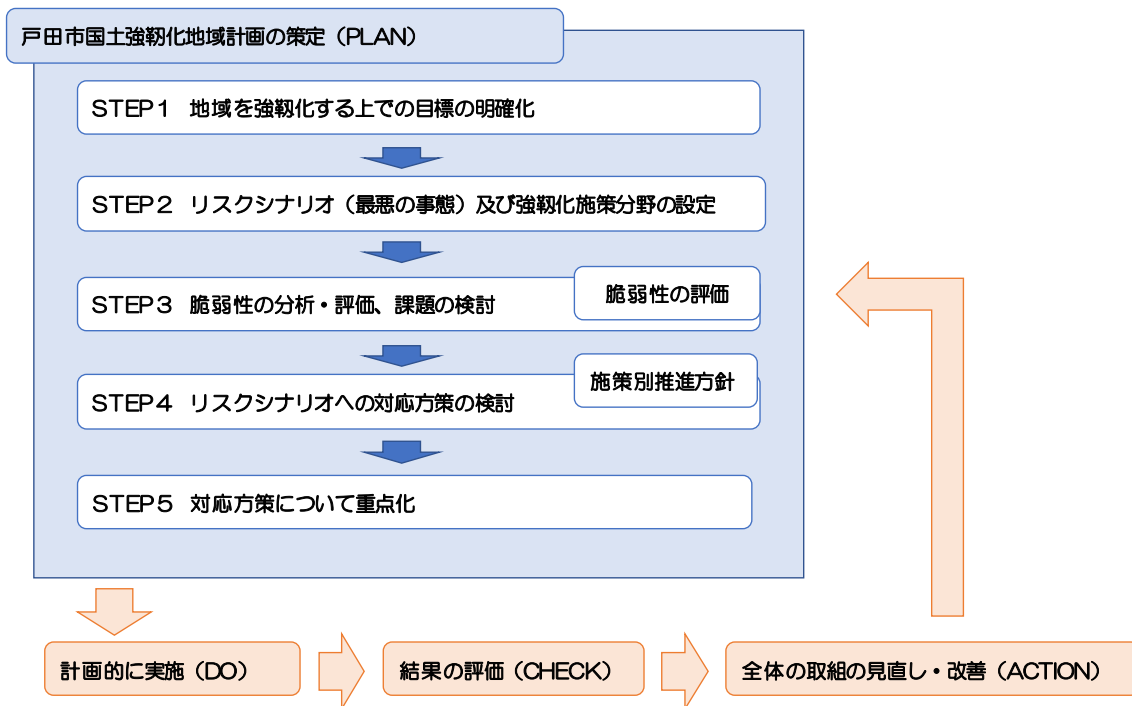 戸田市国土強靭化地域計画の策定（PLAN）
STEP１ 地域を強靱化する上での目標の明確化
STEP２ リスクシナリオ（最悪の事態）及び強靱化施策分野の設定
STEP３ 脆弱性の分析・評価、課題の検討
脆弱性の評価
施策別推進方針
STEP４ リスクシナリオへの対応方策の検討
STEP５ 対応方策について重点化
計画的に実施（DO）
結果の評価（CHECK）
全体の取組の見直し・改善（ACTION）